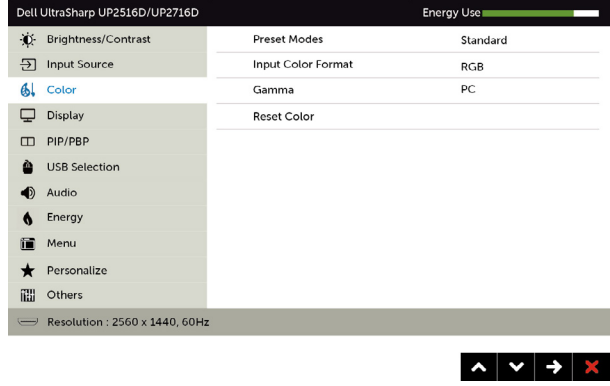 Dell UltraSharp UP2516D/UP2716D Energy Use
Brightness/Contrast
Input Source
Color
Display
PIP/PBP
USB Selection
Audio
Energy
Menu
Personalize
Others
Preset Modes Standard
Input Color Format RGB
Gamma PC
Reset Color
Resolution : 2560 x 1440, 60Hz